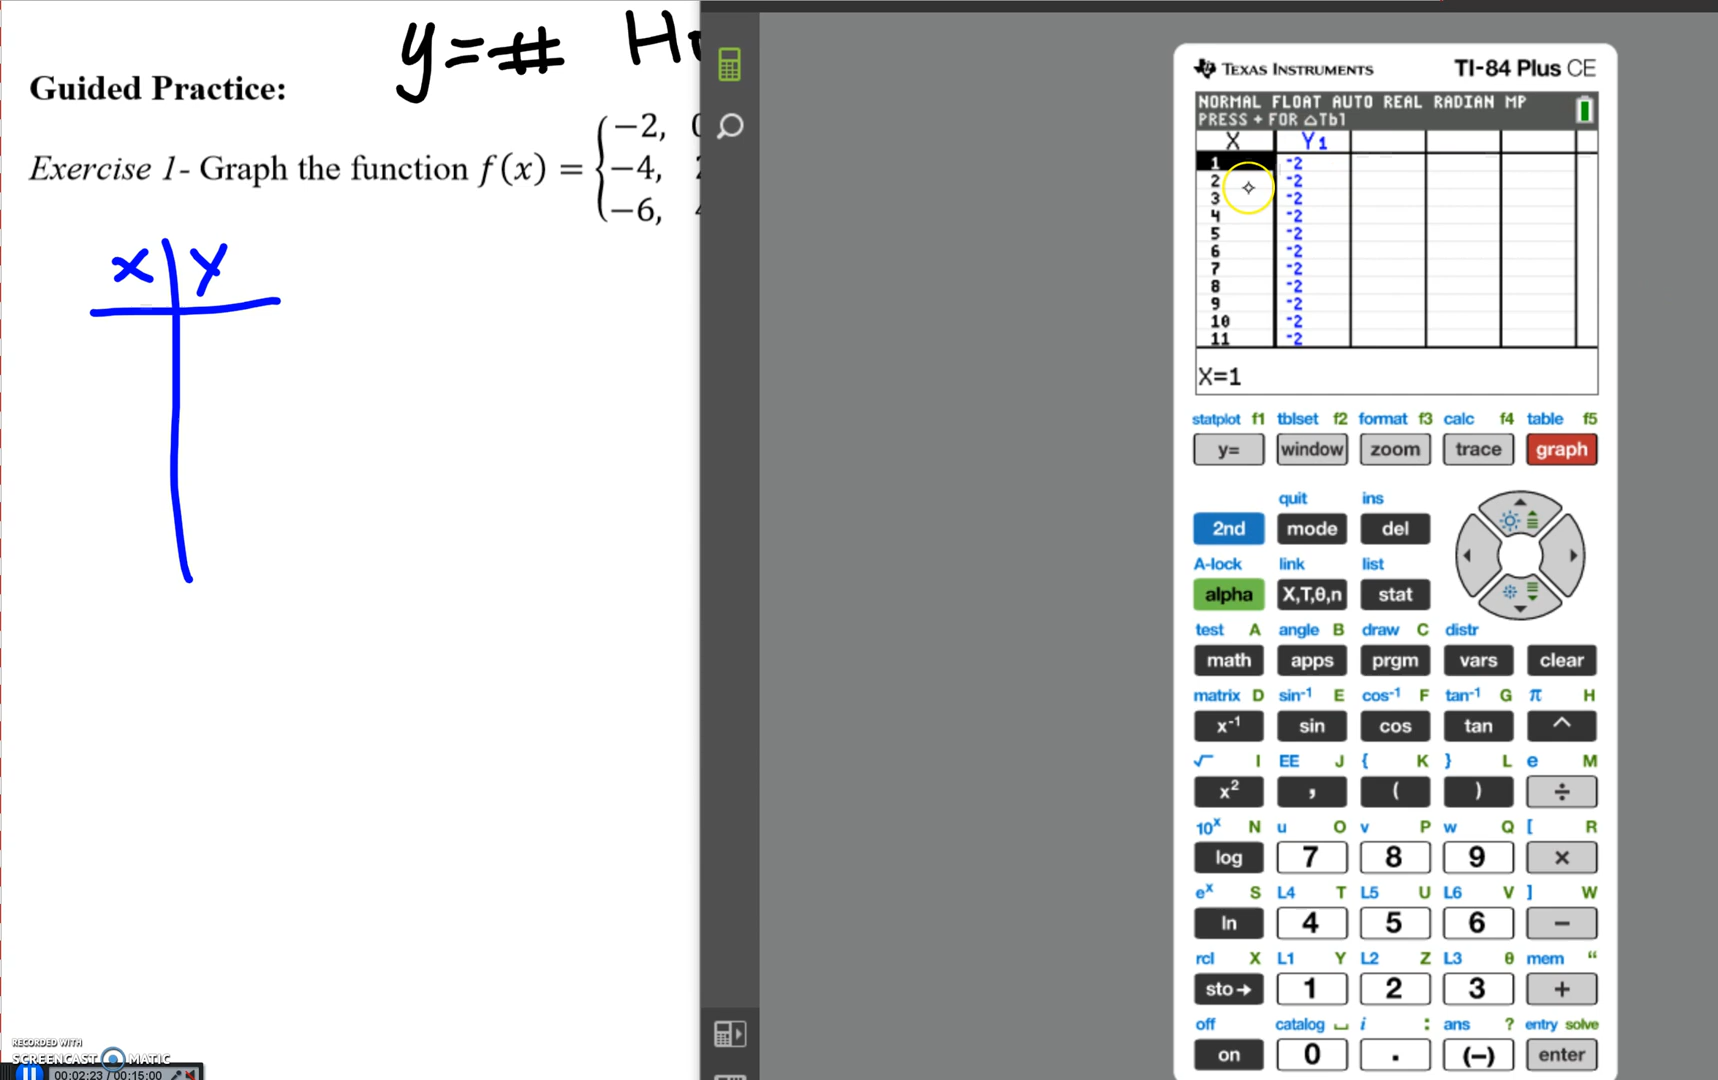 y=# H
Guided Practice:
Exercise 1- Graph the function f(x) = {−2,
−4,
−6,
x | y
TEXAS INSTRUMENTS TI-84 Plus CE
NORMAL FLOAT AUTO REAL RADIAN MP
PRESS + FOR △Tbl
X Y1
1 -2
2 -2
3 -2
4 -2
5 -2
6 -2
7 -2
8 -2
9 -2
10 -2
11 -2
X=1
statplot f1 tblset f2 format f3 calc f4 table f5
y= window zoom trace graph
quit ins
2nd mode del
A-lock link list
alpha X,T,θ,n stat
test A angle B draw C distr
math apps prgm vars clear
matrix D sin-1 E cos-1 F tan-1 G π H
x-1 sin cos tan ^
√ I EE J { K } L e M
x² , ( ) ÷
10ˣ N u O v P w Q [ R
log 7 8 9 ×
eˣ S L4 T L5 U L6 V ] W
ln 4 5 6 −
rcl X L1 Y L2 Z L3 θ mem “
sto→ 1 2 3 +
off catalog ⎵ i : ans ? entry solve
on 0 . (−) enter
RECORDED WITH
SCREENCAST MATIC
00:02:23 / 00:15:00